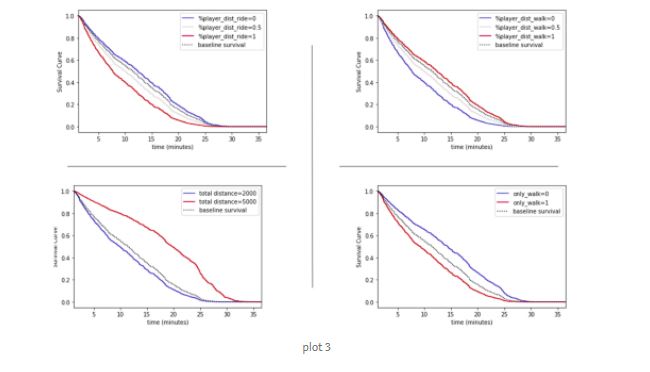 1.0
0.8
0.6
0.4
0.2
0.0
Survival Curve
%player_dist_ride=0
%player_dist_ride=0.5
%player_dist_ride=1
baseline survival
5 10 15 20 25 30 35
time (minutes)
1.0
0.8
0.6
0.4
0.2
0.0
Survival Curve
%player_dist_walk=0
%player_dist_walk=0.5
%player_dist_walk=1
baseline survival
5 10 15 20 25 30 35
time (minutes)
1.0
0.8
0.6
0.4
0.2
0.0
Survival Curve
total distance=2000
total distance=5000
baseline survival
5 10 15 20 25 30 35
time (minutes)
1.0
0.8
0.6
0.4
0.2
0.0
Survival Curve
only_walk=0
only_walk=1
baseline survival
5 10 15 20 25 30 35
time (minutes)
plot 3